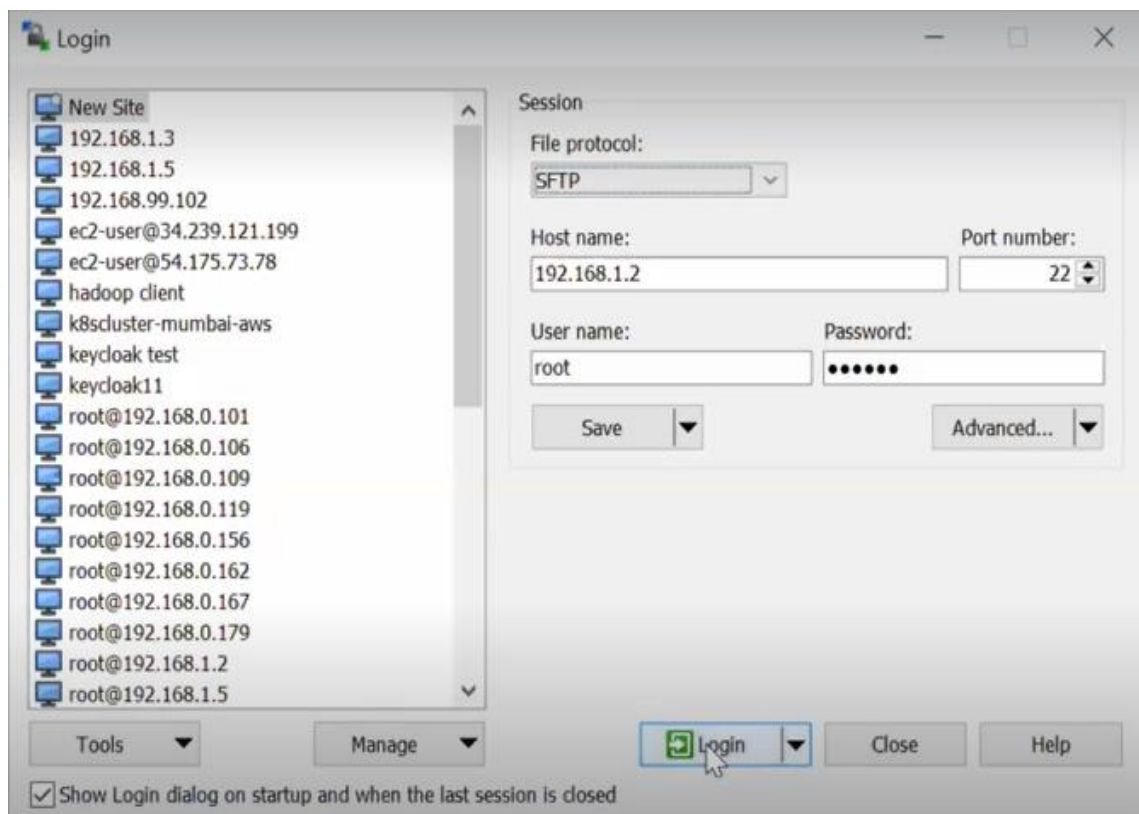 Login
New Site
192.168.1.3
192.168.1.5
192.168.99.102
ec2-user@34.239.121.199
ec2-user@54.175.73.78
hadoop client
k8scluster-mumbai-aws
keycloak test
keycloak11
root@192.168.0.101
root@192.168.0.106
root@192.168.0.109
root@192.168.0.119
root@192.168.0.156
root@192.168.0.162
root@192.168.0.167
root@192.168.0.179
root@192.168.1.2
root@192.168.1.5
Tools
Manage
Session
File protocol:
SFTP
Host name:
Port number:
192.168.1.2
22
User name:
Password:
root
••••••
Save
Advanced...
Login
Close
Help
Show Login dialog on startup and when the last session is closed